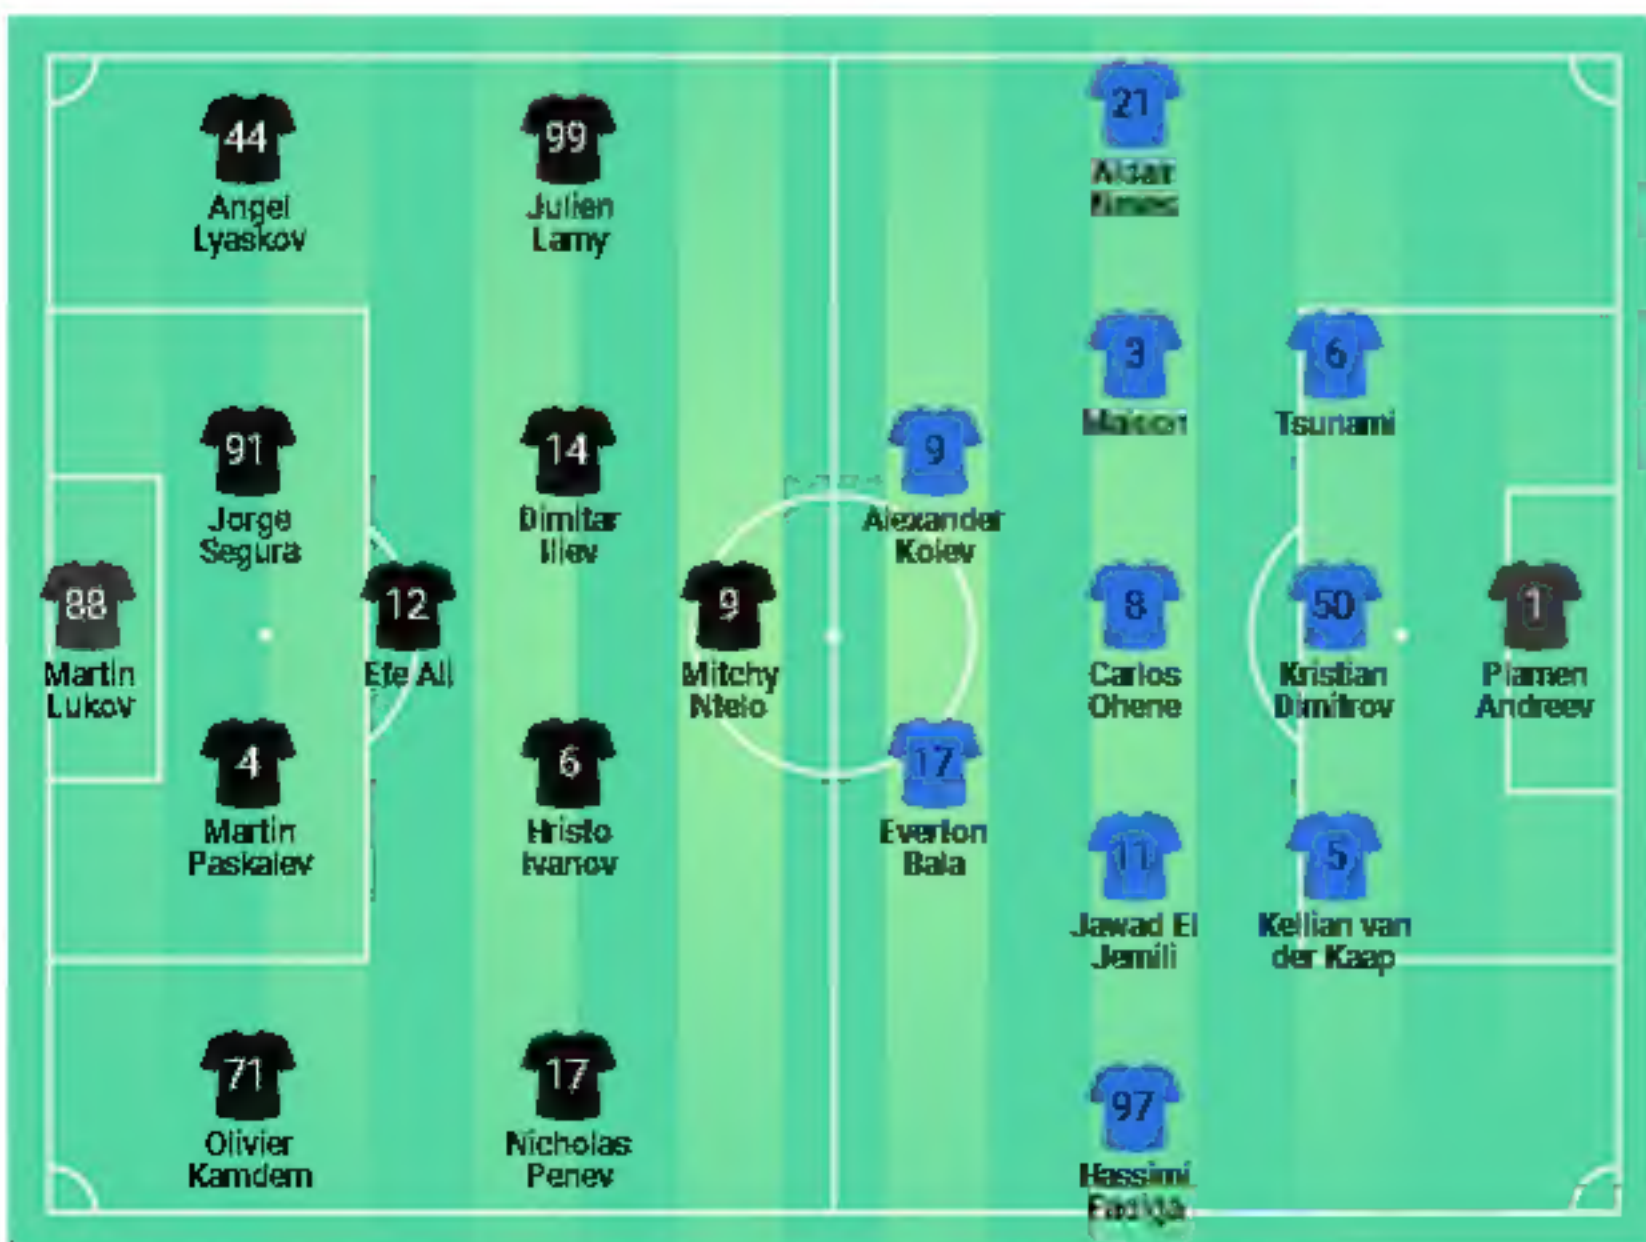 44
Angel
Lyaskov
99
Julien
Lamy
21
91
Jorge
Segura
14
Dimitar
Iliev
9
Alexander
Kolev
3
6
Tsunami
88
Martin
Lukov
12
Efe Ali
9
Mitchy
Ntelo
8
Carlos
Ohene
50
Kristian
Dimitrov
1
Plamen
Andreev
4
Martin
Paskalev
6
Hristo
Ivanov
17
Everton
Bala
11
Jawad El
Jemili
5
Kellian van
der Kaap
71
Olivier
Kamdem
17
Nicholas
Penev
97
Hassimi